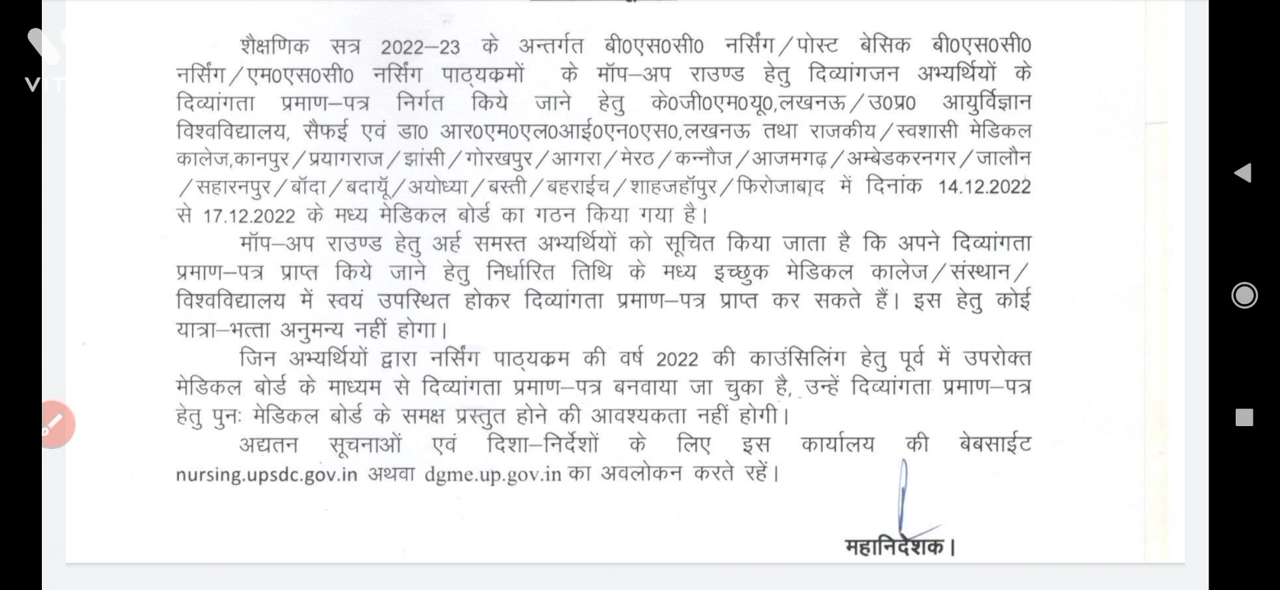 शैक्षणिक सत्र 2022–23 के अन्तर्गत बी0एस0सी0 नर्सिंग/पोस्ट बेसिक बी0एस0सी0
नर्सिंग/एम0एस0सी0 नर्सिंग पाठ्यक्रमों के मॉप–अप राउण्ड हेतु दिव्यांगजन अभ्यर्थियों के
VIT
दिव्यांगता प्रमाण–पत्र निर्गत किये जाने हेतु के0जी0एम0यू0,लखनऊ/उ0प्र0 आयुर्विज्ञान
विश्वविद्यालय, सैफई एवं डा0 आर0एम0एल0आई0एन0एस0,लखनऊ तथा राजकीय/स्वशासी मेडिकल
कालेज,कानपुर/प्रयागराज/झांसी/गोरखपुर/आगरा/मेरठ/कन्नौज/आजमगढ़/अम्बेडकरनगर/जालौन
/सहारनपुर/बॉदा/बदायूॅ/अयोध्या/बस्ती/बहराईच/शाहजहॉपुर/फिरोजाबाद में दिनांक 14.12.2022
से 17.12.2022 के मध्य मेडिकल बोर्ड का गठन किया गया है।
मॉप–अप राउण्ड हेतु अर्ह समस्त अभ्यर्थियों को सूचित किया जाता है कि अपने दिव्यांगता
प्रमाण–पत्र प्राप्त किये जाने हेतु निर्धारित तिथि के मध्य इच्छुक मेडिकल कालेज/संस्थान/
विश्वविद्यालय में स्वयं उपस्थित होकर दिव्यांगता प्रमाण–पत्र प्राप्त कर सकते हैं। इस हेतु कोई
यात्रा–भत्ता अनुमन्य नहीं होगा।
जिन अभ्यर्थियों द्वारा नर्सिंग पाठ्यक्रम की वर्ष 2022 की काउंसिलिंग हेतु पूर्व में उपरोक्त
मेडिकल बोर्ड के माध्यम से दिव्यांगता प्रमाण–पत्र बनवाया जा चुका है, उन्हें दिव्यांगता प्रमाण–पत्र
हेतु पुनः मेडिकल बोर्ड के समक्ष प्रस्तुत होने की आवश्यकता नहीं होगी।
अद्यतन सूचनाओं एवं दिशा–निर्देशों के लिए इस कार्यालय की बेबसाईट
nursing.upsdc.gov.in अथवा dgme.up.gov.in का अवलोकन करते रहें।
महानिदेशक।